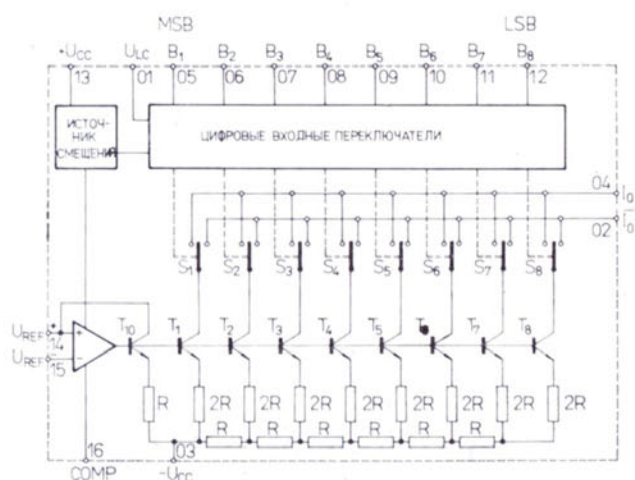 MSB LSB
+Ucc ULC B1 B2 B3 B4 B5 B6 B7 B8
13 01 05 06 07 08 09 10 11 12
ИСТОЧ-
НИК
СМЕЩЕНИЯ
ЦИФРОВЫЕ ВХОДНЫЕ ПЕРЕКЛЮЧАТЕЛИ
04 I0
02 I0
S1 S2 S3 S4 S5 S6 S7 S8
UREF + 14 + T10 T1 T2 T3 T4 T5 T6 T7 T8
UREF - 15 -
R 2R 2R 2R 2R 2R 2R 2R 2R
R R R R R R
16 03
COMP -Ucc